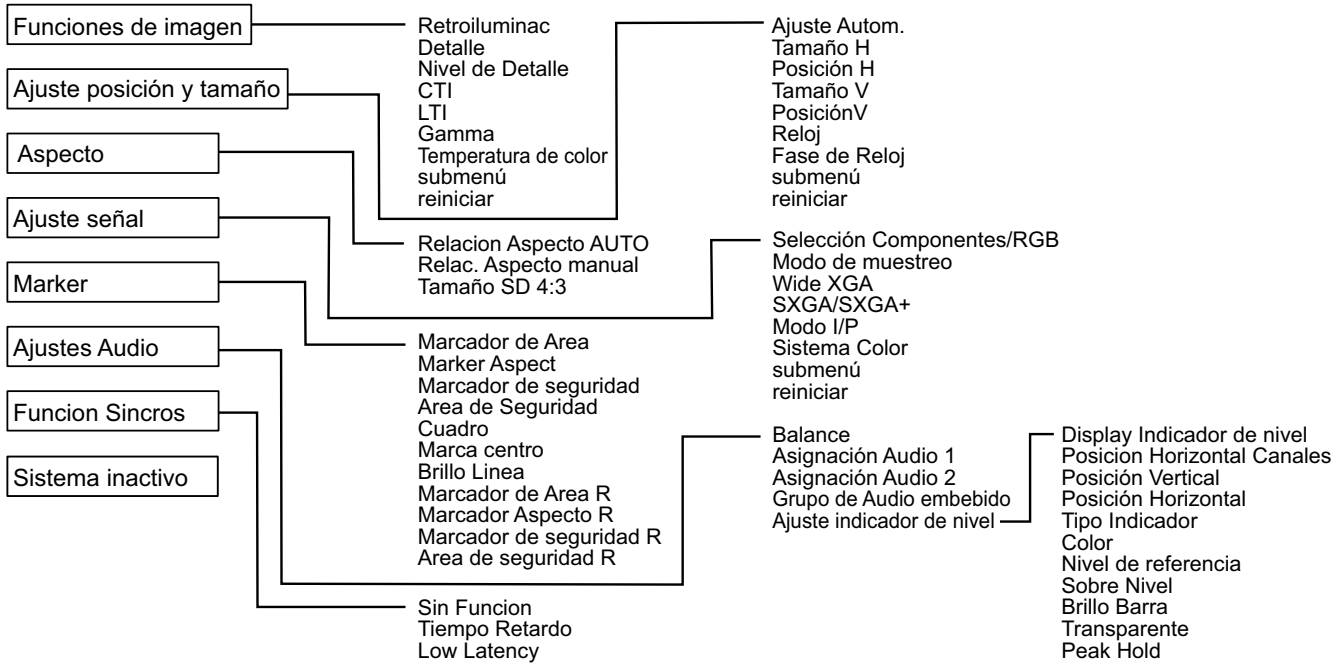 Funciones de imagen
Retroiluminac
Detalle
Nivel de Detalle
CTI
LTI
Gamma
Temperatura de color
submenú
reiniciar
Ajuste posición y tamaño
Ajuste Autom.
Tamaño H
Posición H
Tamaño V
PosiciónV
Reloj
Fase de Reloj
submenú
reiniciar
Aspecto
Relacion Aspecto AUTO
Relac. Aspecto manual
Tamaño SD 4:3
Ajuste señal
Selección Componentes/RGB
Modo de muestreo
Wide XGA
SXGA/SXGA+
Modo I/P
Sistema Color
submenú
reiniciar
Marker
Marcador de Area
Marker Aspect
Marcador de seguridad
Area de Seguridad
Cuadro
Marca centro
Brillo Linea
Marcador de Area R
Marcador Aspecto R
Marcador de seguridad R
Area de seguridad R
Ajustes Audio
Balance
Asignación Audio 1
Asignación Audio 2
Grupo de Audio embebido
Ajuste indicador de nivel
Display Indicador de nivel
Posicion Horizontal Canales
Posición Vertical
Posición Horizontal
Tipo Indicador
Color
Nivel de referencia
Sobre Nivel
Brillo Barra
Transparente
Peak Hold
Funcion Sincros
Sin Funcion
Tiempo Retardo
Low Latency
Sistema inactivo